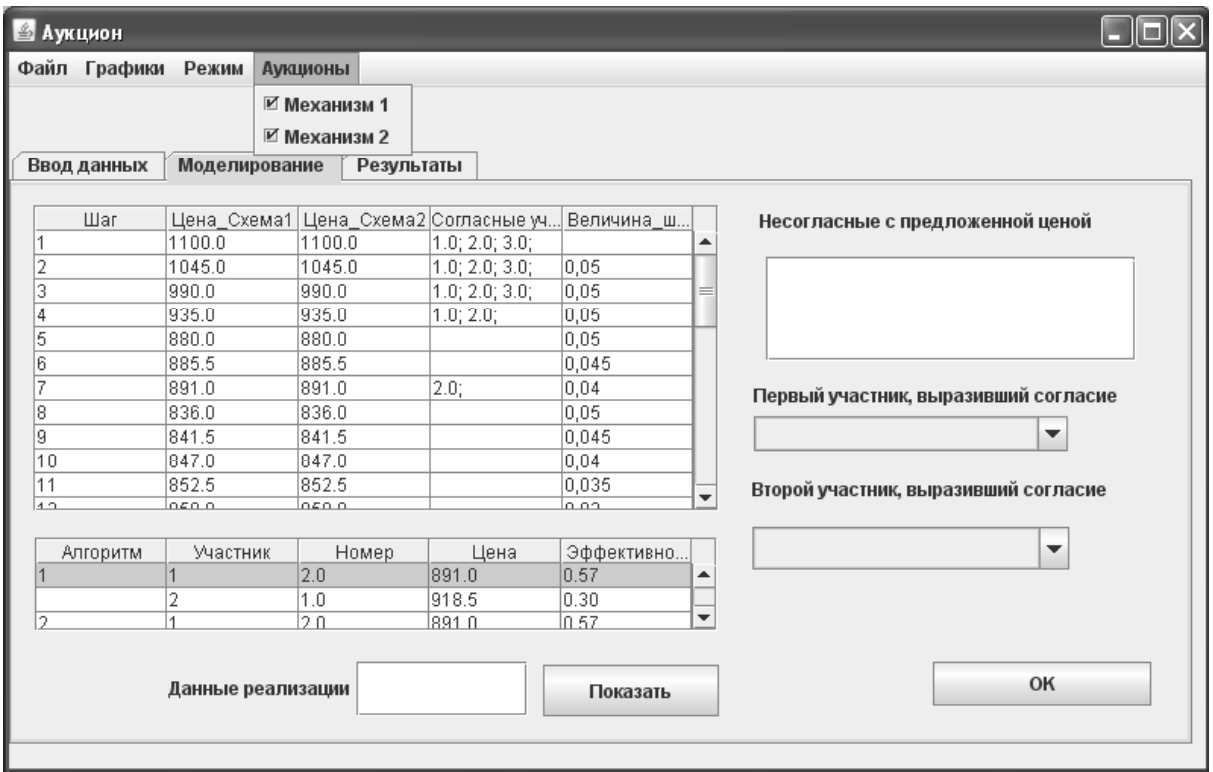 Аукцион
Файл Графики Режим Аукционы
Механизм 1
Механизм 2
Ввод данных Моделирование Результаты
Шаг Цена_Схема1 Цена_Схема2 Согласные уч... Величина_ш...
1 1100.0 1100.0 1.0; 2.0; 3.0;
2 1045.0 1045.0 1.0; 2.0; 3.0; 0,05
3 990.0 990.0 1.0; 2.0; 3.0; 0,05
4 935.0 935.0 1.0; 2.0; 0,05
5 880.0 880.0 0,05
6 885.5 885.5 0,045
7 891.0 891.0 2.0; 0,04
8 836.0 836.0 0,05
9 841.5 841.5 0,045
10 847.0 847.0 0,04
11 852.5 852.5 0,035
Алгоритм Участник Номер Цена Эффективно...
1 1 2.0 891.0 0.57
2 1.0 918.5 0.30
2 1 2.0 891.0 0.57
Данные реализации Показать
Несогласные с предложенной ценой
Первый участник, выразивший согласие
Второй участник, выразивший согласие
OK